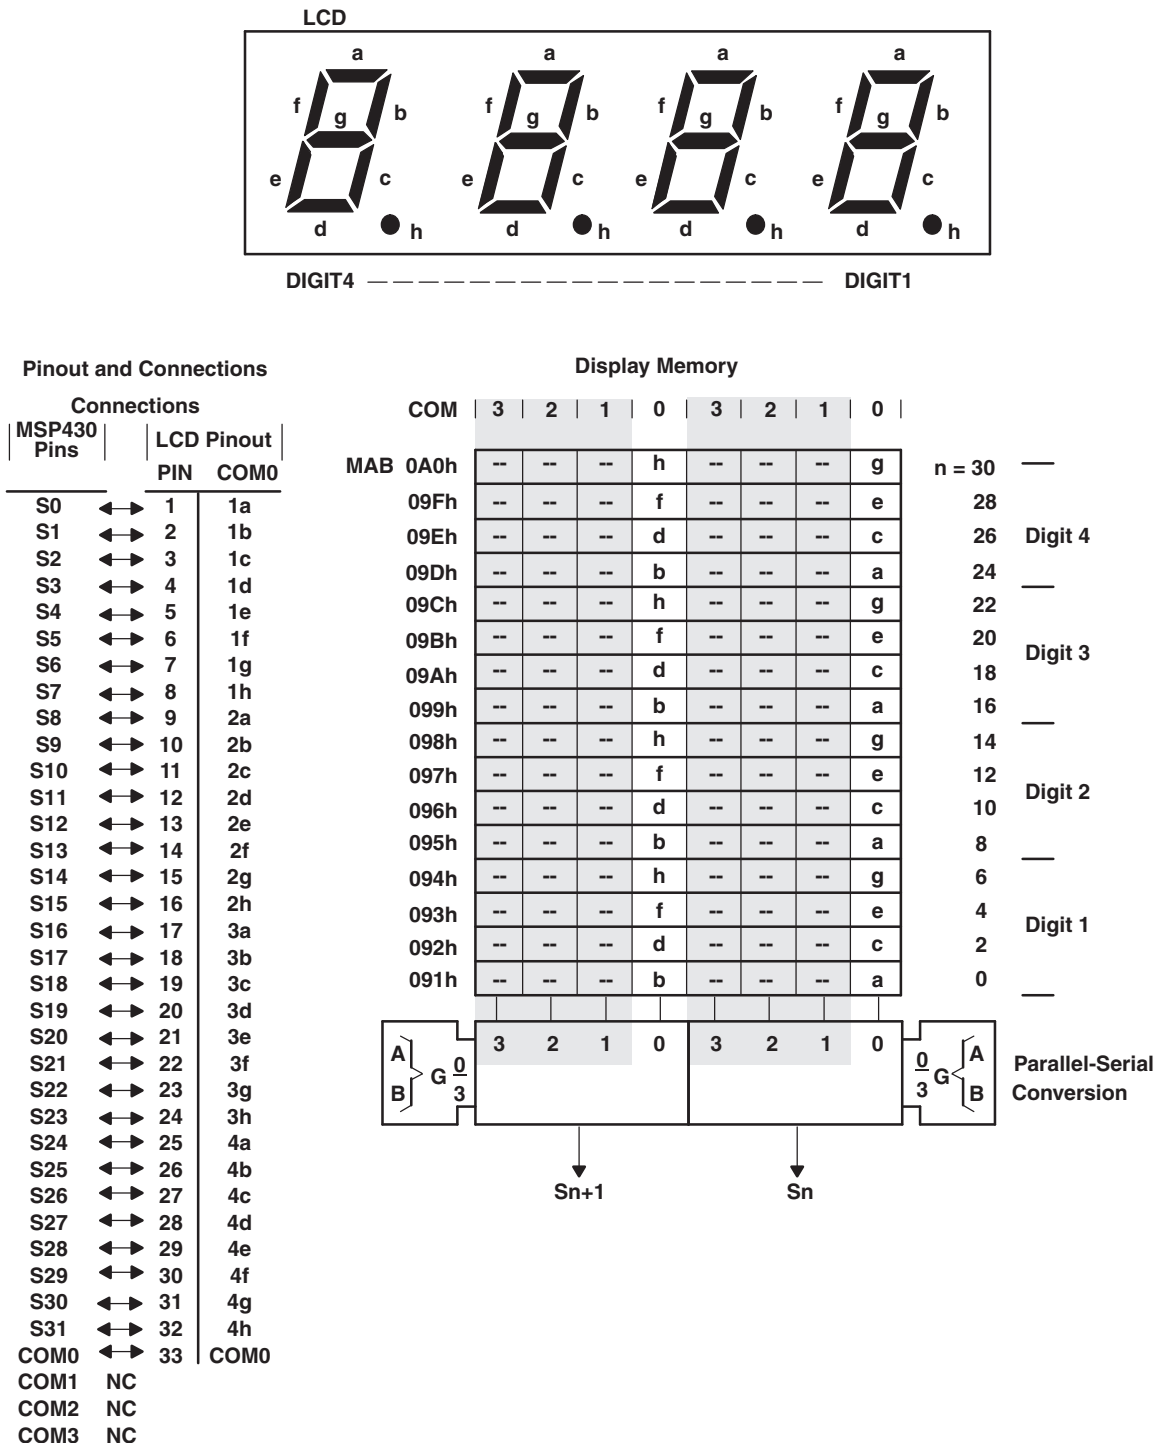 LCD
a a a a
f g b f g b f g b f g b
e c e c e c e c
d h d h d h d h
DIGIT4 DIGIT1
Pinout and Connections
Connections
MSP430 Pins LCD Pinout
PIN COM0
S0 1 1a
S1 2 1b
S2 3 1c
S3 4 1d
S4 5 1e
S5 6 1f
S6 7 1g
S7 8 1h
S8 9 2a
S9 10 2b
S10 11 2c
S11 12 2d
S12 13 2e
S13 14 2f
S14 15 2g
S15 16 2h
S16 17 3a
S17 18 3b
S18 19 3c
S19 20 3d
S20 21 3e
S21 22 3f
S22 23 3g
S23 24 3h
S24 25 4a
S25 26 4b
S26 27 4c
S27 28 4d
S28 29 4e
S29 30 4f
S30 31 4g
S31 32 4h
COM0 33 COM0
COM1 NC
COM2 NC
COM3 NC
Display Memory
COM 3 2 1 0 3 2 1 0
MAB 0A0h -- -- -- h -- -- -- g n = 30
09Fh -- -- -- f -- -- -- e 28
09Eh -- -- -- d -- -- -- c 26 Digit 4
09Dh -- -- -- b -- -- -- a 24
09Ch -- -- -- h -- -- -- g 22
09Bh -- -- -- f -- -- -- e 20 Digit 3
09Ah -- -- -- d -- -- -- c 18
099h -- -- -- b -- -- -- a 16
098h -- -- -- h -- -- -- g 14
097h -- -- -- f -- -- -- e 12 Digit 2
096h -- -- -- d -- -- -- c 10
095h -- -- -- b -- -- -- a 8
094h -- -- -- h -- -- -- g 6
093h -- -- -- f -- -- -- e 4 Digit 1
092h -- -- -- d -- -- -- c 2
091h -- -- -- b -- -- -- a 0
3 2 1 0 3 2 1 0
A B G 0 3 0 3 G A B
Parallel-Serial
Conversion
Sn+1 Sn